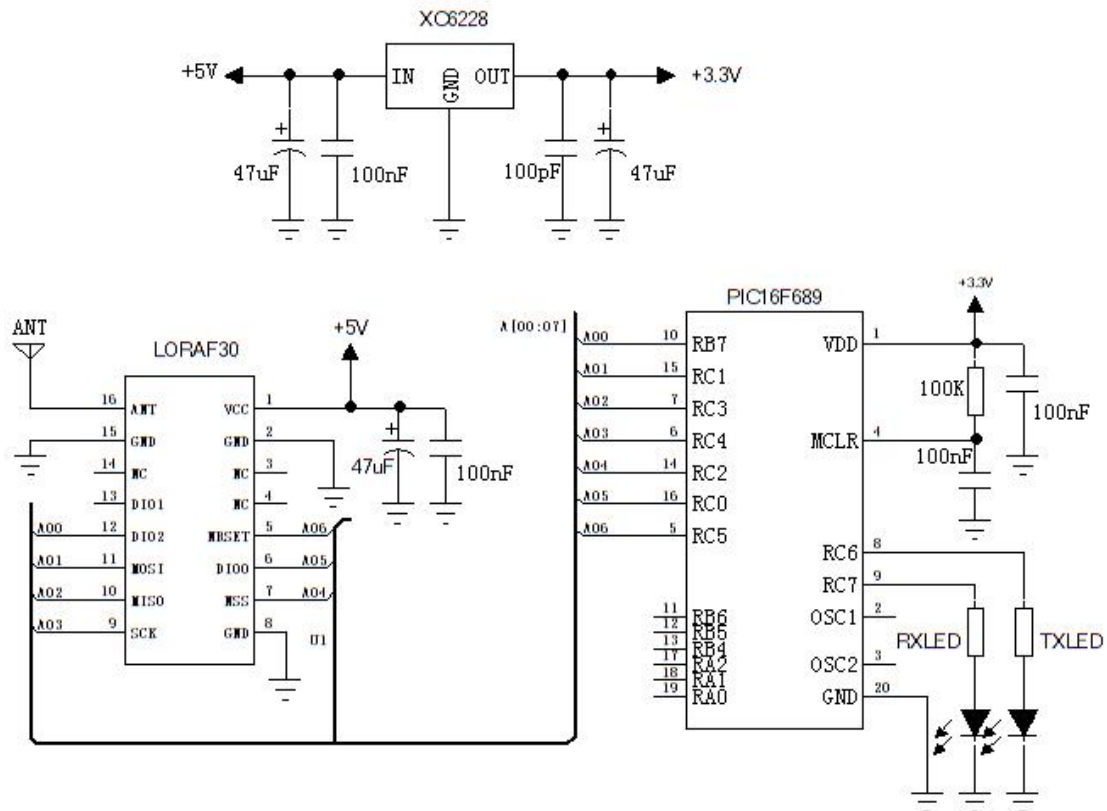 XC6228
+5V
IN
GND
OUT
+3.3V
+
47uF
100nF
100pF
+
47uF
ANT
LORAF30
+5V
16
ANT
VCC
1
15
GND
GND
2
14
NC
NC
3
13
DIO1
NC
4
A00
12
DIO2
NRSET
5
A06
A01
11
MOSI
DIO0
6
A05
A02
10
MISO
NSS
7
A04
A03
9
SCK
GND
8
U1
+
47uF
100nF
A[00:07]
PIC16F689
+3.3V
A00
10
RB7
VDD
1
A01
15
RC1
100K
A02
7
RC3
100nF
A03
6
RC4
MCLR
4
100nF
A04
14
RC2
A05
16
RC0
A06
5
RC5
RC6
8
RC7
9
11
RB6
OSC1
2
12
RB5
13
RB4
17
RA2
OSC2
3
18
RA1
19
RA0
GND
20
RXLED
TXLED